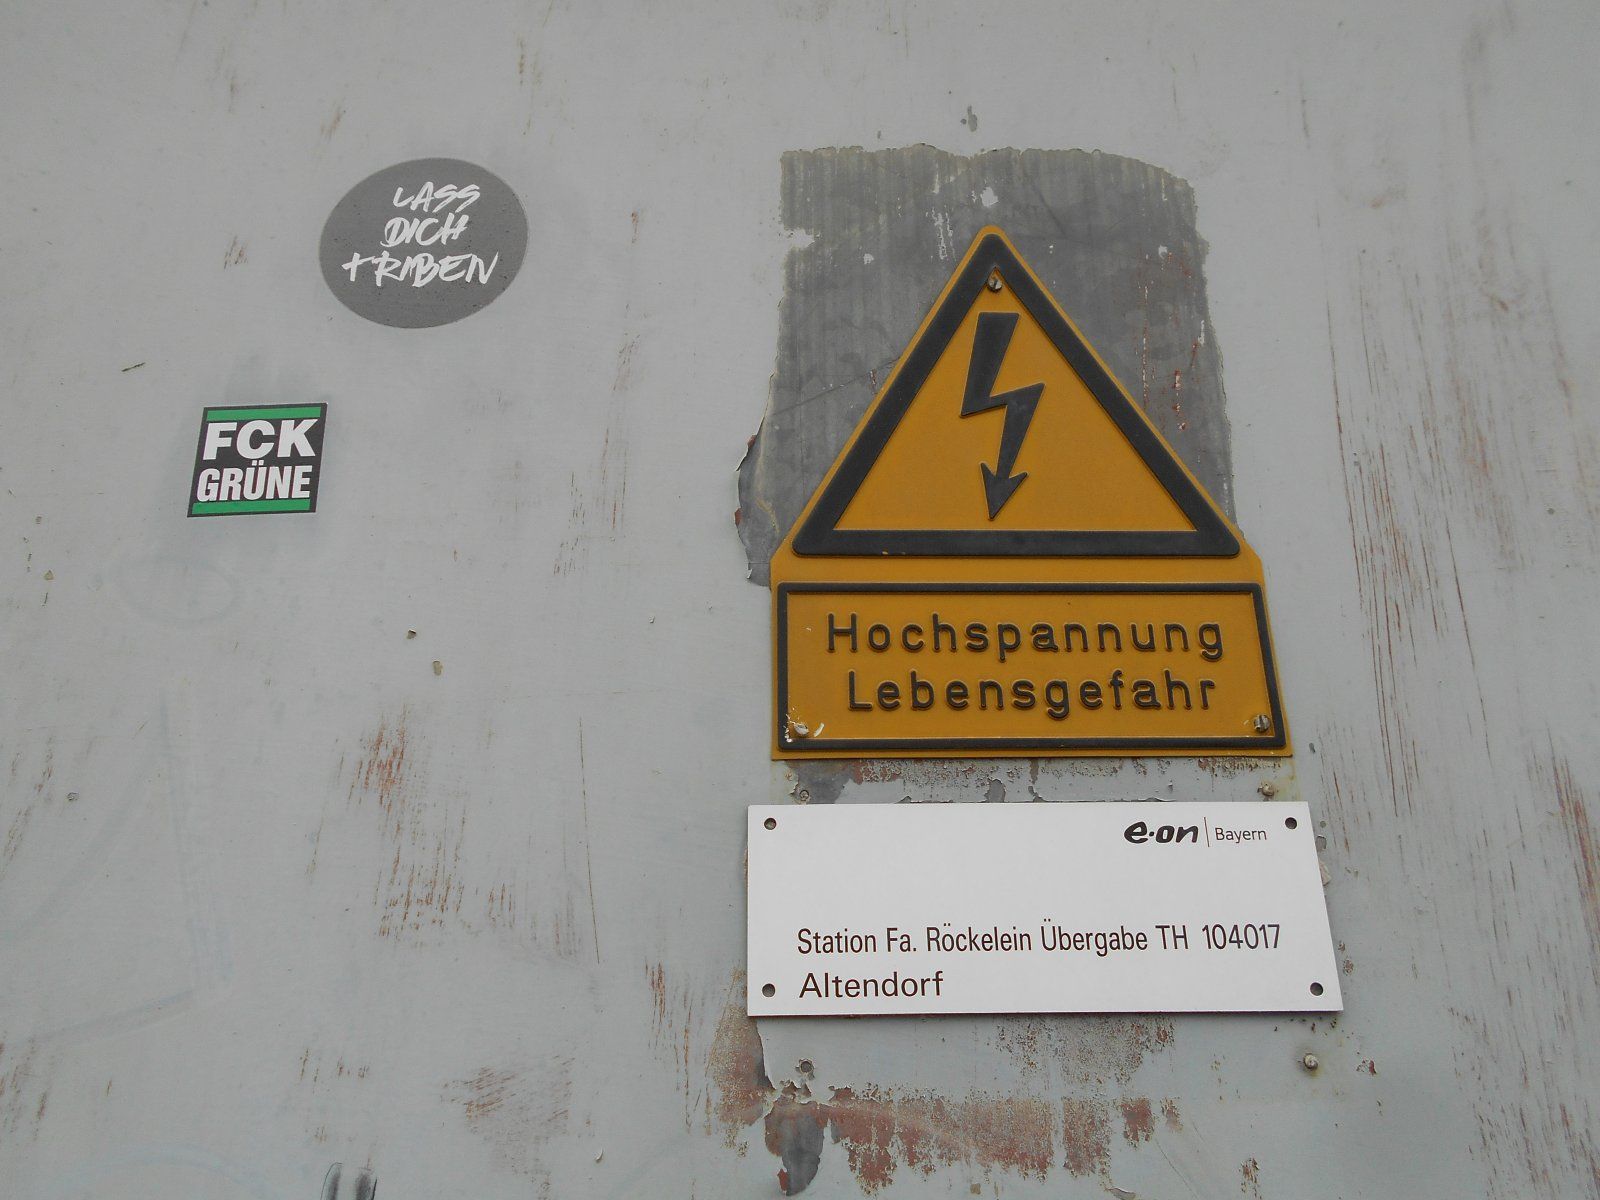 LASS
DICH
TRIBEN
FCK
GRÜNE
Hochspannung
Lebensgefahr
e·on | Bayern
Station Fa. Röckelein Übergabe TH 104017
Altendorf